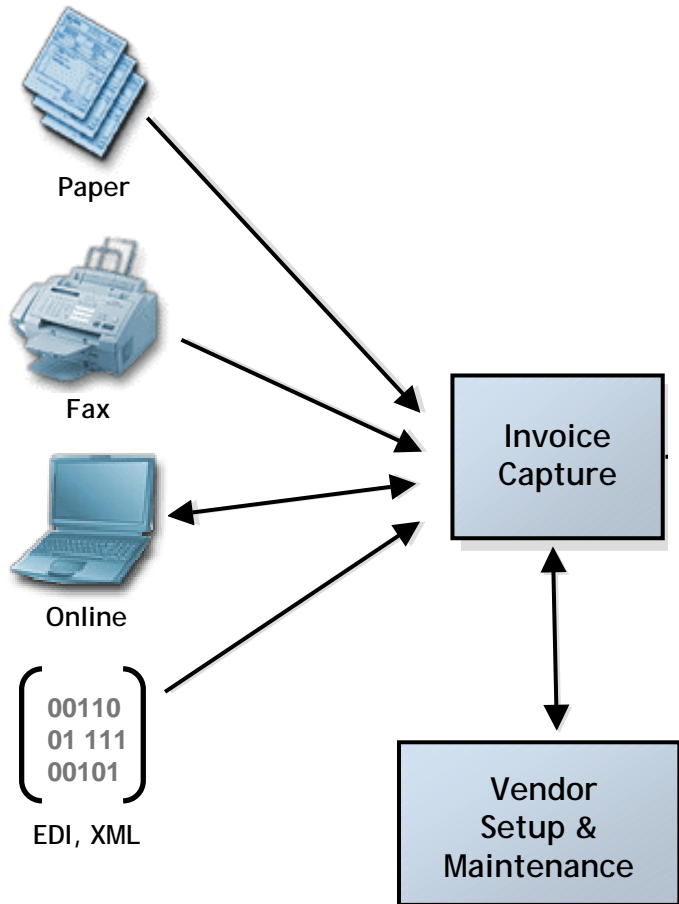 Paper
Fax
Online
00110
01 111
00101
EDI, XML
Invoice
Capture
Vendor
Setup &
Maintenance